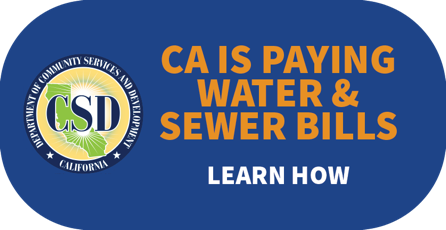 DEPARTMENT OF COMMUNITY SERVICES AND DEVELOPMENT
CSD
CALIFORNIA
CA IS PAYING
WATER &
SEWER BILLS
LEARN HOW